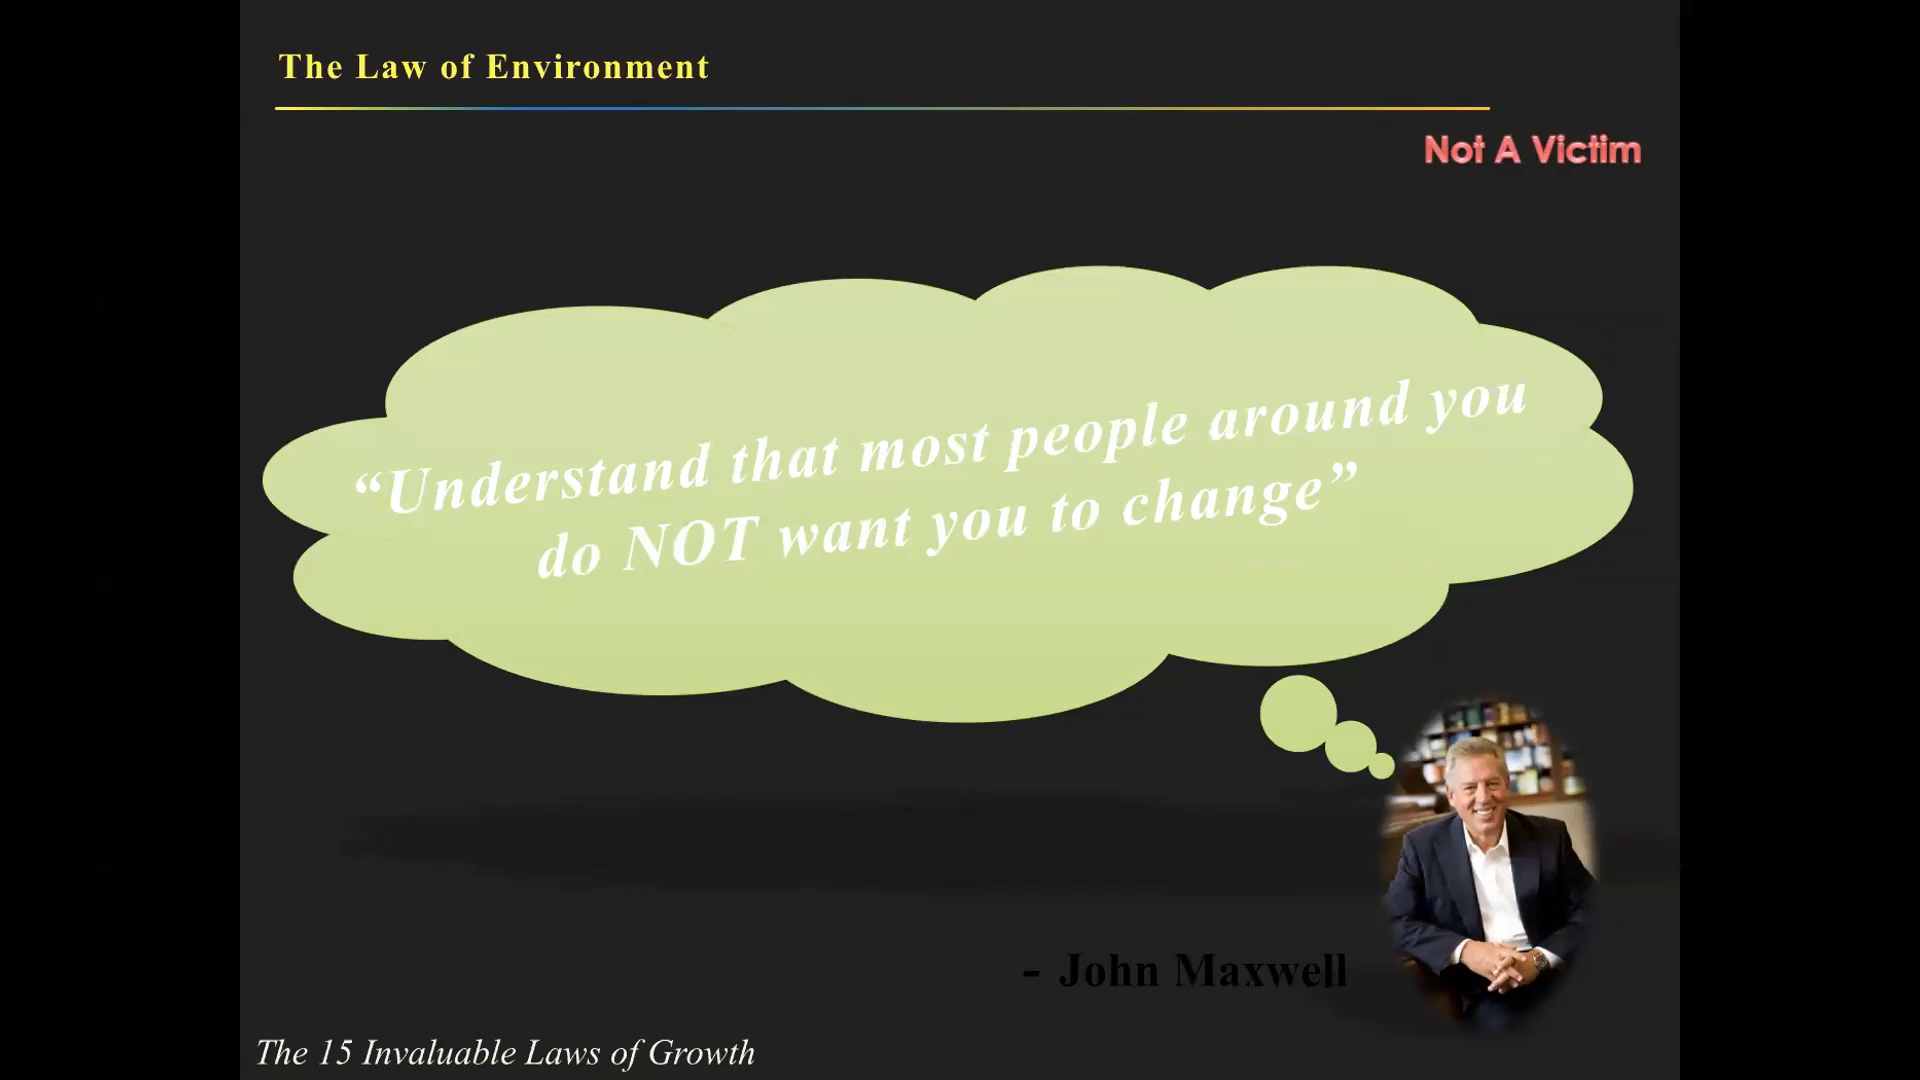 The Law of Environment
Not A Victim
“Understand that most people around you
do NOT want you to change”
- John Maxwell
The 15 Invaluable Laws of Growth